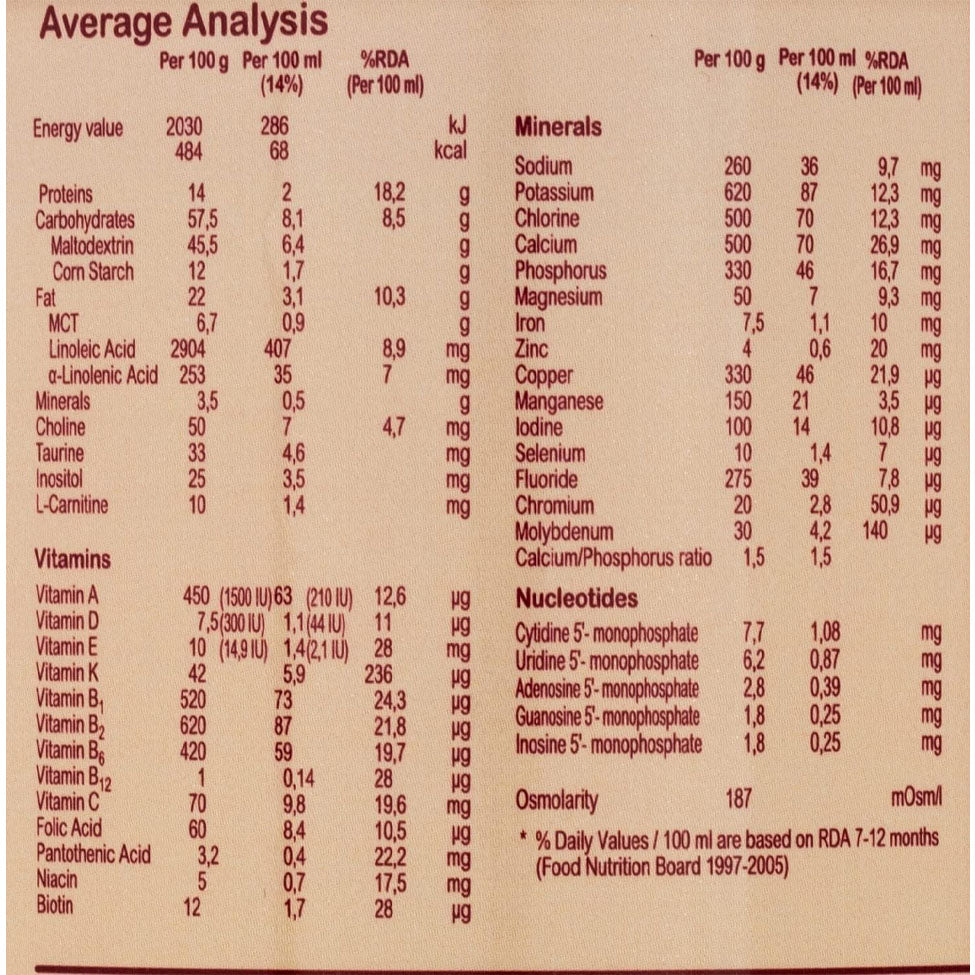 Average Analysis
Per 100 g Per 100 ml %RDA
(14%) (Per 100 ml)
Energy value 2030 286 kJ
484 68 kcal
Proteins 14 2 18,2 g
Carbohydrates 57,5 8,1 8,5 g
Maltodextrin 45,5 6,4 g
Corn Starch 12 1,7 g
Fat 22 3,1 10,3 g
MCT 6,7 0,9 g
Linoleic Acid 2904 407 8,9 mg
α-Linolenic Acid 253 35 7 mg
Minerals 3,5 0,5 g
Choline 50 7 4,7 mg
Taurine 33 4,6 mg
Inositol 25 3,5 mg
L-Carnitine 10 1,4 mg
Vitamins
Vitamin A 450 (1500 IU) 63 (210 IU) 12,6 µg
Vitamin D 7,5 (300 IU) 1,1 (44 IU) 11 µg
Vitamin E 10 (14,9 IU) 1,4 (2,1 IU) 28 mg
Vitamin K 42 5,9 236 µg
Vitamin B1 520 73 24,3 µg
Vitamin B2 620 87 21,8 µg
Vitamin B6 420 59 19,7 µg
Vitamin B12 1 0,14 28 µg
Vitamin C 70 9,8 19,6 mg
Folic Acid 60 8,4 10,5 µg
Pantothenic Acid 3,2 0,4 22,2 mg
Niacin 5 0,7 17,5 mg
Biotin 12 1,7 28 µg
Per 100 g Per 100 ml %RDA
(14%) (Per 100 ml)
Minerals
Sodium 260 36 9,7 mg
Potassium 620 87 12,3 mg
Chlorine 500 70 12,3 mg
Calcium 500 70 26,9 mg
Phosphorus 330 46 16,7 mg
Magnesium 50 7 9,3 mg
Iron 7,5 1,1 10 mg
Zinc 4 0,6 20 mg
Copper 330 46 21,9 µg
Manganese 150 21 3,5 µg
Iodine 100 14 10,8 µg
Selenium 10 1,4 7 µg
Fluoride 275 39 7,8 µg
Chromium 20 2,8 50,9 µg
Molybdenum 30 4,2 140 µg
Calcium/Phosphorus ratio 1,5 1,5
Nucleotides
Cytidine 5'- monophosphate 7,7 1,08 mg
Uridine 5'- monophosphate 6,2 0,87 mg
Adenosine 5'- monophosphate 2,8 0,39 mg
Guanosine 5'- monophosphate 1,8 0,25 mg
Inosine 5'- monophosphate 1,8 0,25 mg
Osmolarity 187 mOsm/l
* % Daily Values / 100 ml are based on RDA 7-12 months
(Food Nutrition Board 1997-2005)